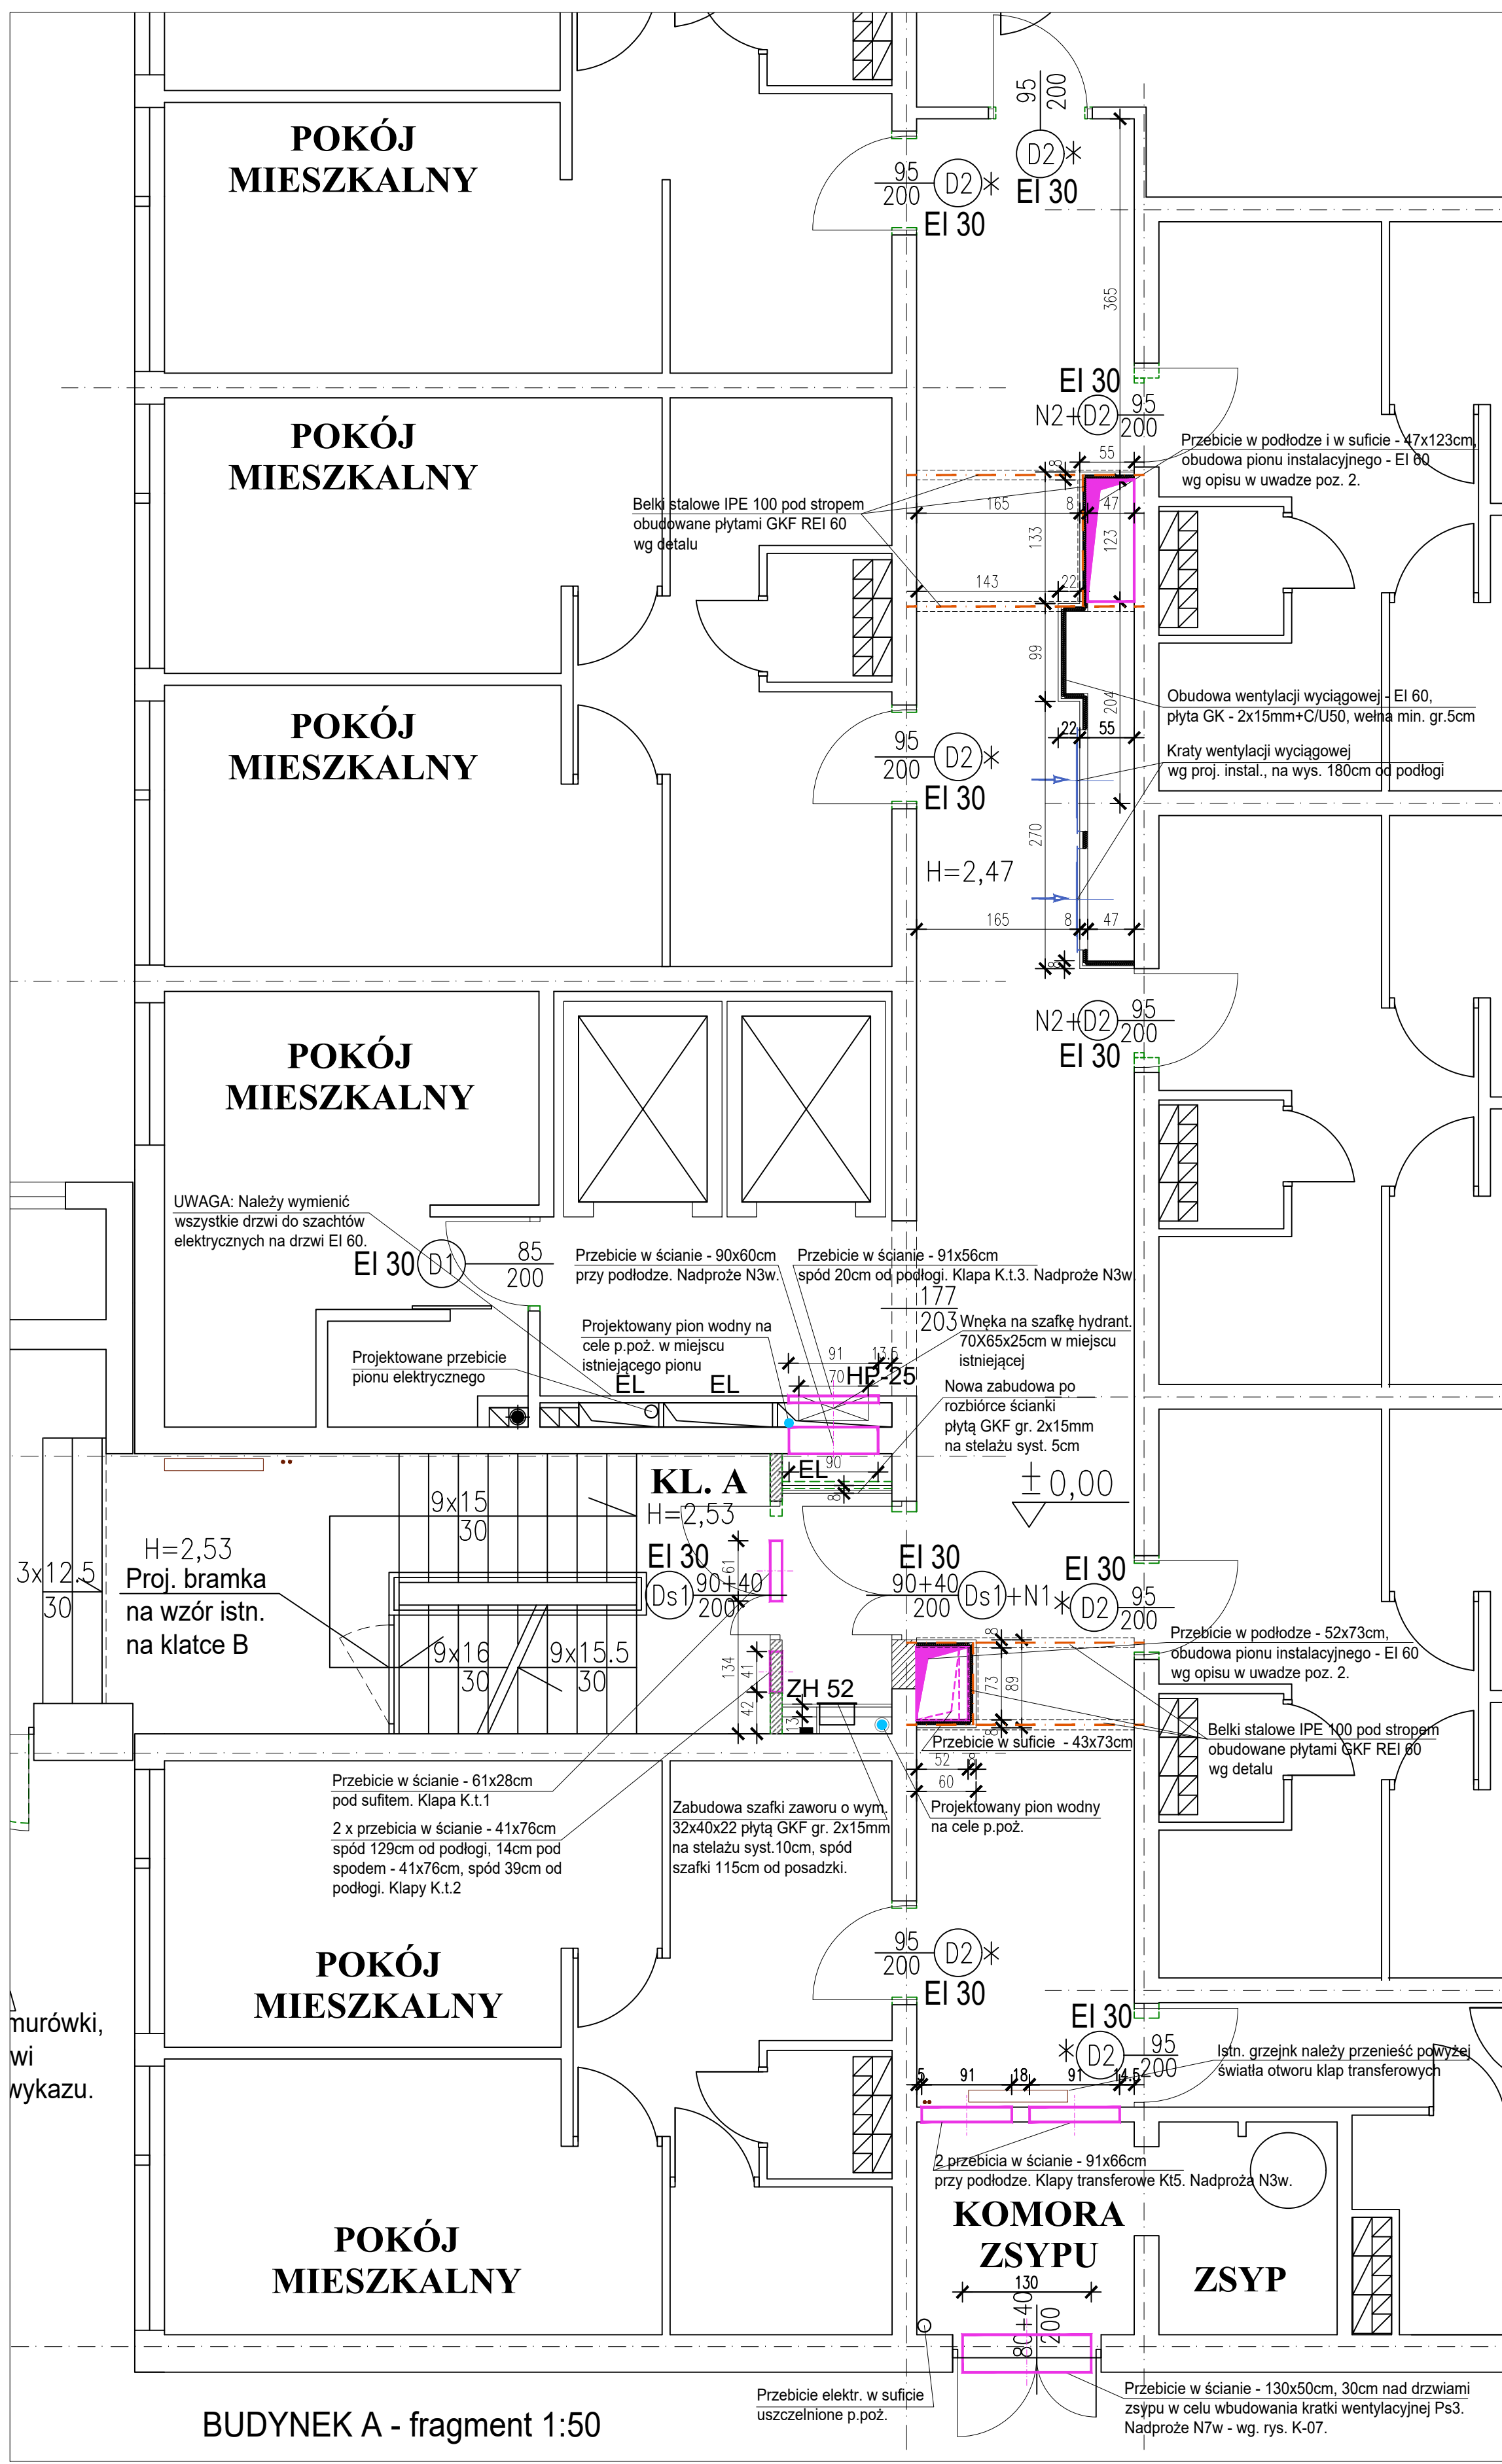 95
200
D2*
EI 30
POKÓJ
MIESZKALNY
95
200
D2*
EI 30
365
EI 30
N2+D2
95
200
POKÓJ
MIESZKALNY
Przebicie w podłodze i w suficie - 47x123cm,
obudowa pionu instalacyjnego - EI 60
wg opisu w uwadze poz. 2.
55
8
Belki stalowe IPE 100 pod stropem
obudowane płytami GKF REI 60
wg detalu
165
8
47
133
123
143
22
99
204
Obudowa wentylacji wyciągowej - EI 60,
płyta GK - 2x15mm+C/U50, wełna min. gr.5cm
POKÓJ
MIESZKALNY
95
200
D2*
EI 30
22
55
Kraty wentylacji wyciągowej
wg proj. instal., na wys. 180cm od podłogi
270
H=2,47
165
8
47
8
N2+D2
95
200
EI 30
POKÓJ
MIESZKALNY
UWAGA: Należy wymienić
wszystkie drzwi do szachtów
elektrycznych na drzwi EI 60.
EI 30
D1
85
200
Przebicie w ścianie - 90x60cm
przy podłodze. Nadproże N3w.
Przebicie w ścianie - 91x56cm
spód 20cm od podłogi. Klapa K.t.3. Nadproże N3w.
177
203
Projektowany pion wodny na
cele p.poż. w miejscu
istniejącego pionu
Wnęka na szafkę hydrant.
70X65x25cm w miejscu
istniejącej
Projektowane przebicie
pionu elektrycznego
91
13.5
70
HP-25
EL
EL
Nowa zabudowa po
rozbiórce ścianki
płytą GKF gr. 2x15mm
na stelażu syst. 5cm
90
EL
8
KL. A
H=2,53
±0,00
9x15
30
H=2,53
3x12.5
30
Proj. bramka
na wzór istn.
na klatce B
EI 30
Ds1
90+40
200
61
EI 30
90+40
200
Ds1+N1
EI 30
*D2
95
200
9x16
30
9x15.5
30
134
41
42
ZH 52
13
8
73
89
8
Przebicie w podłodze - 52x73cm,
obudowa pionu instalacyjnego - EI 60
wg opisu w uwadze poz. 2.
Przebicie w suficie - 43x73cm
Belki stalowe IPE 100 pod stropem
obudowane płytami GKF REI 60
wg detalu
52
8
60
Przebicie w ścianie - 61x28cm
pod sufitem. Klapa K.t.1
2 x przebicia w ścianie - 41x76cm
spód 129cm od podłogi, 14cm pod
spodem - 41x76cm, spód 39cm od
podłogi. Klapy K.t.2
Zabudowa szafki zaworu o wym.
32x40x22 płytą GKF gr. 2x15mm
na stelażu syst.10cm, spód
szafki 115cm od posadzki.
Projektowany pion wodny
na cele p.poż.
POKÓJ
MIESZKALNY
95
200
D2*
EI 30
murówki,
wi
wykazu.
EI 30
*D2
95
200
Istn. grzejnk należy przenieść powyżej
światła otworu klap transferowych
5
91
18
91
14.5
2 przebicia w ścianie - 91x66cm
przy podłodze. Klapy transferowe Kt5. Nadproża N3w.
KOMORA
ZSYPU
ZSYP
POKÓJ
MIESZKALNY
130
80+40
200
Przebicie elektr. w suficie
uszczelnione p.poż.
Przebicie w ścianie - 130x50cm, 30cm nad drzwiami
zsypu w celu wbudowania kratki wentylacyjnej Ps3.
Nadproże N7w - wg. rys. K-07.
BUDYNEK A - fragment 1:50